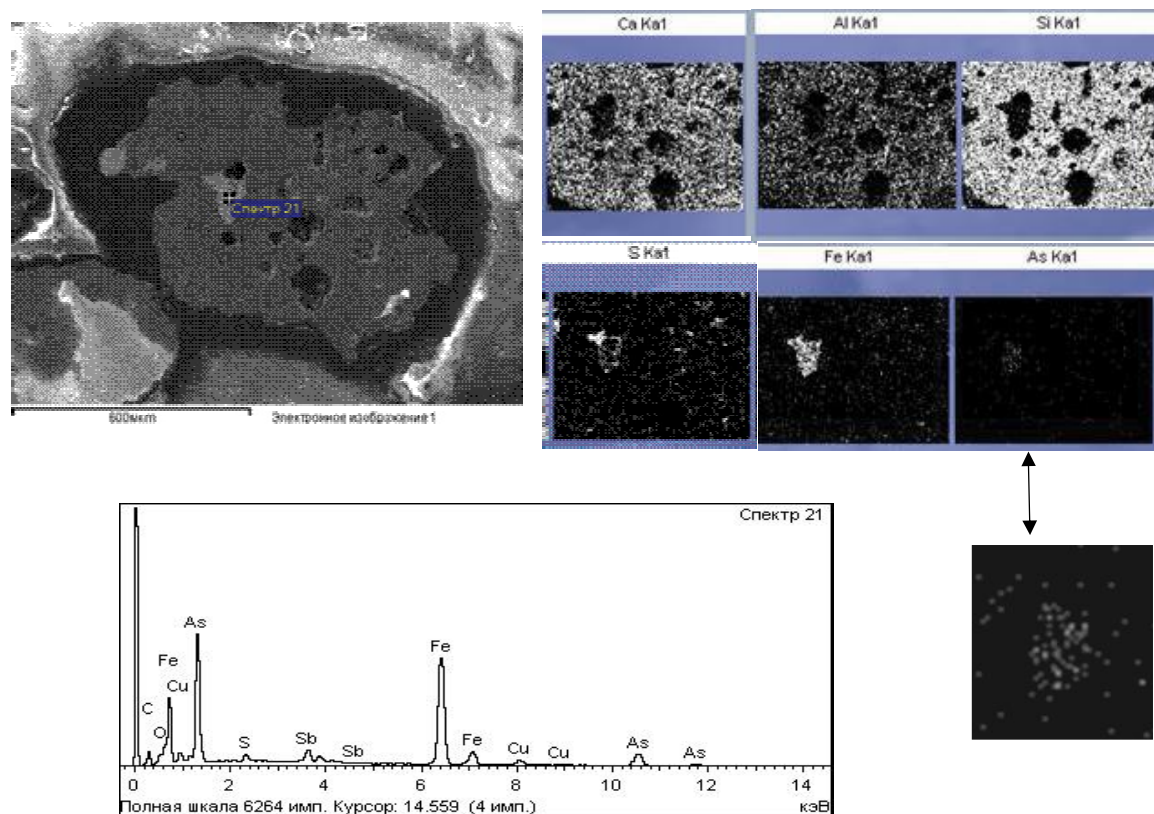 Спектр 21
600мкм Электронное изображение 1
Ca Ka1 Al Ka1 Si Ka1
S Ka1 Fe Ka1 As Ka1
Спектр 21
As
Fe
Fe
Cu
C
O
S
Sb
Sb
Fe
Cu
Cu
As
As
0 2 4 6 8 10 12 14
Полная шкала 6264 имп. Курсор: 14.559 (4 имп.) кэВ